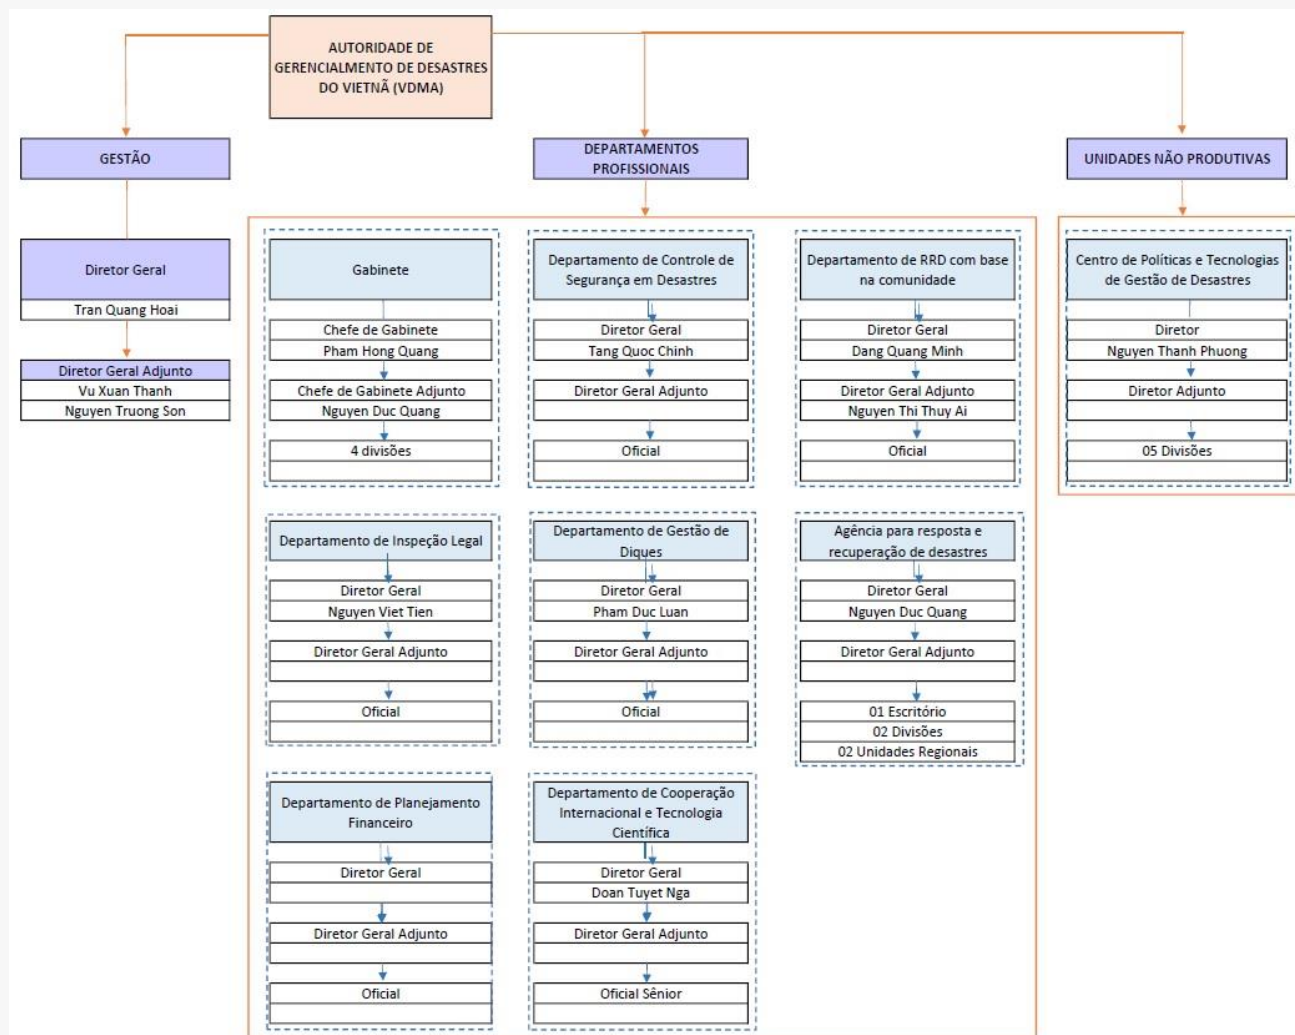 AUTORIDADE DE
GERENCIALMENTO DE DESASTRES
DO VIETNÃ (VDMA)
GESTÃO
DEPARTAMENTOS
PROFISSIONAIS
UNIDADES NÃO PRODUTIVAS
Diretor Geral
Tran Quang Hoai
Diretor Geral Adjunto
Vu Xuan Thanh
Nguyen Truong Son
Gabinete
Chefe de Gabinete
Pham Hong Quang
Chefe de Gabinete Adjunto
Nguyen Duc Quang
4 divisões
Departamento de Controle de
Segurança em Desastres
Diretor Geral
Tang Quoc Chinh
Diretor Geral Adjunto
Oficial
Departamento de RRD com base
na comunidade
Diretor Geral
Dang Quang Minh
Diretor Geral Adjunto
Nguyen Thi Thuy Ai
Oficial
Centro de Políticas e Tecnologias
de Gestão de Desastres
Diretor
Nguyen Thanh Phuong
Diretor Adjunto
05 Divisões
Departamento de Inspeção Legal
Diretor Geral
Nguyen Viet Tien
Diretor Geral Adjunto
Oficial
Departamento de Gestão de
Diques
Diretor Geral
Pham Duc Luan
Diretor Geral Adjunto
Oficial
Agência para resposta e
recuperação de desastres
Diretor Geral
Nguyen Duc Quang
Diretor Geral Adjunto
01 Escritório
02 Divisões
02 Unidades Regionais
Departamento de Planejamento
Financeiro
Diretor Geral
Diretor Geral Adjunto
Oficial
Departamento de Cooperação
Internacional e Tecnologia
Científica
Diretor Geral
Doan Tuyet Nga
Diretor Geral Adjunto
Oficial Sênior